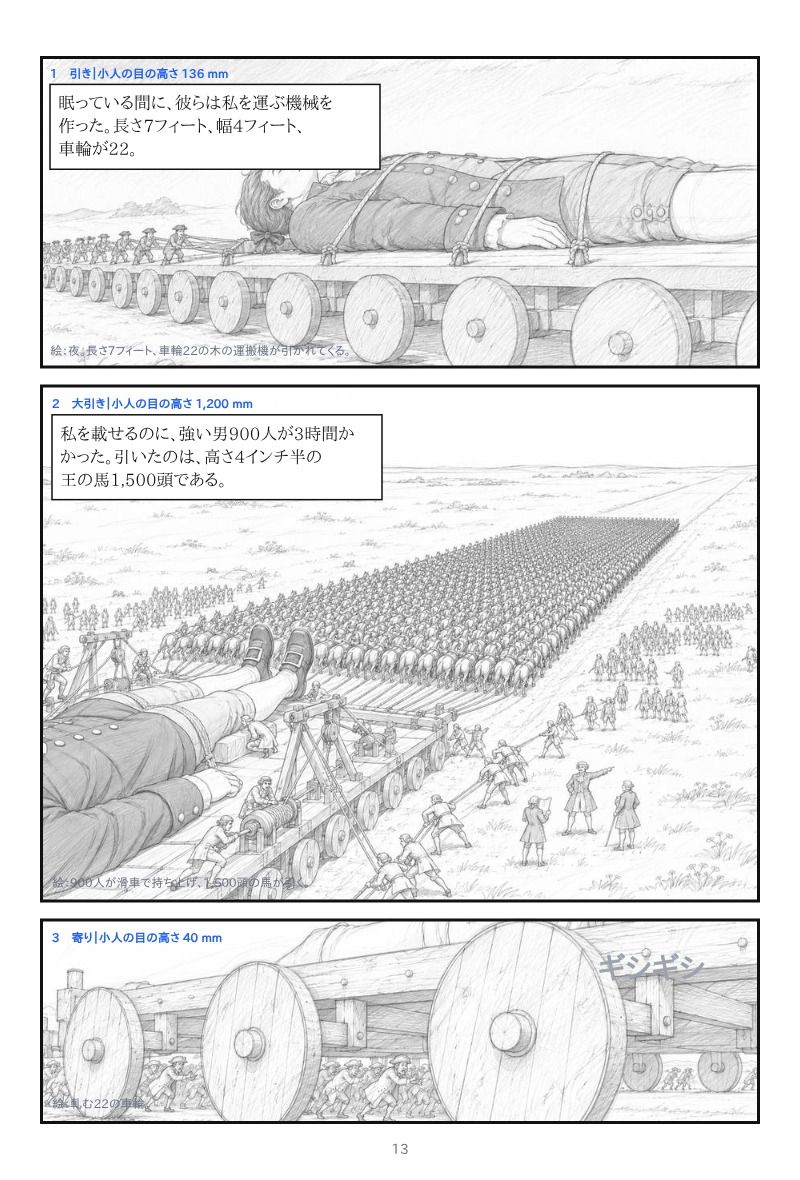 1 引き|小人の目の高さ 136 mm
眠っている間に、彼らは私を運ぶ機械を
作った。長さ7フィート、幅4フィート、
車輪が22。
絵:夜。長さ7フィート、車輪22の木の運搬機が引かれてくる。
2 大引き|小人の目の高さ 1,200 mm
私を載せるのに、強い男900人が3時間か
かった。引いたのは、高さ4インチ半の
王の馬1,500頭である。
絵:900人が滑車で持ち上げ、1,500頭の馬が引く。
3 寄り|小人の目の高さ 40 mm
ギシギシ
絵:軋む22の車輪。
13